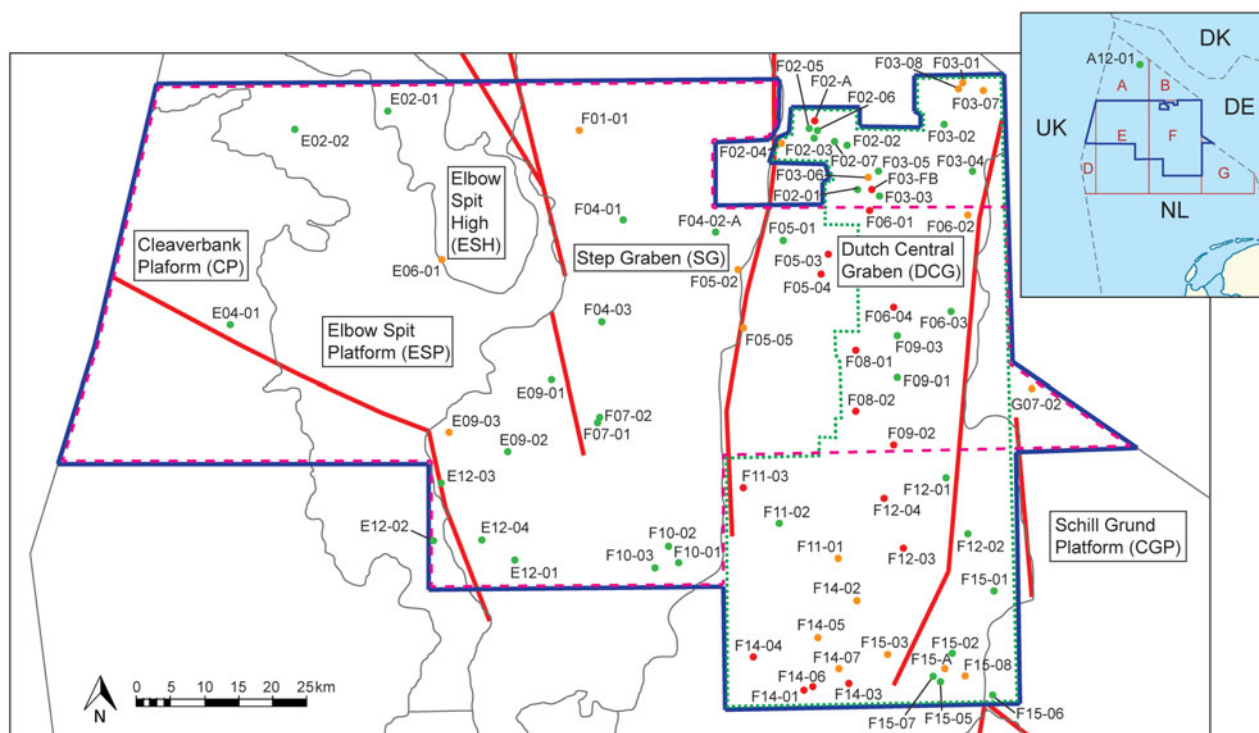 DK
A12-01
A
B
DE
UK
E
F
D
G
NL
F02-05
F02-A
F03-08
F03-01
E02-01
F02-06
F03-07
E02-02
F01-01
F02-04
F02-03
F02-02
F03-02
F02-07
F03-05
F03-04
F03-06
F03-FB
F02-01
F03-03
Elbow
Spit
High
(ESH)
F04-01
F04-02-A
F05-01
F06-01
F06-02
Cleaverbank
Plaform (CP)
E06-01
Step Graben (SG)
F05-02
F05-03
F05-04
Dutch Central
Graben (DCG)
E04-01
Elbow Spit
Platform (ESP)
F04-03
F05-05
F06-04
F06-03
F09-03
F08-01
E09-01
F09-01
G07-02
F07-02
F07-01
F08-02
E09-03
E09-02
F09-02
E12-03
F11-03
F12-01
F12-04
E12-02
E12-04
F11-02
Schill Grund
Platform (CGP)
F10-02
F12-02
F10-03
F10-01
F11-01
F12-03
E12-01
F15-01
F14-02
F14-05
F14-04
F15-03
F15-02
F14-07
F15-A
F15-08
F14-06
F14-01
F14-03
F15-07
F15-05
F15-06
N
0 5 10 15 20 25km